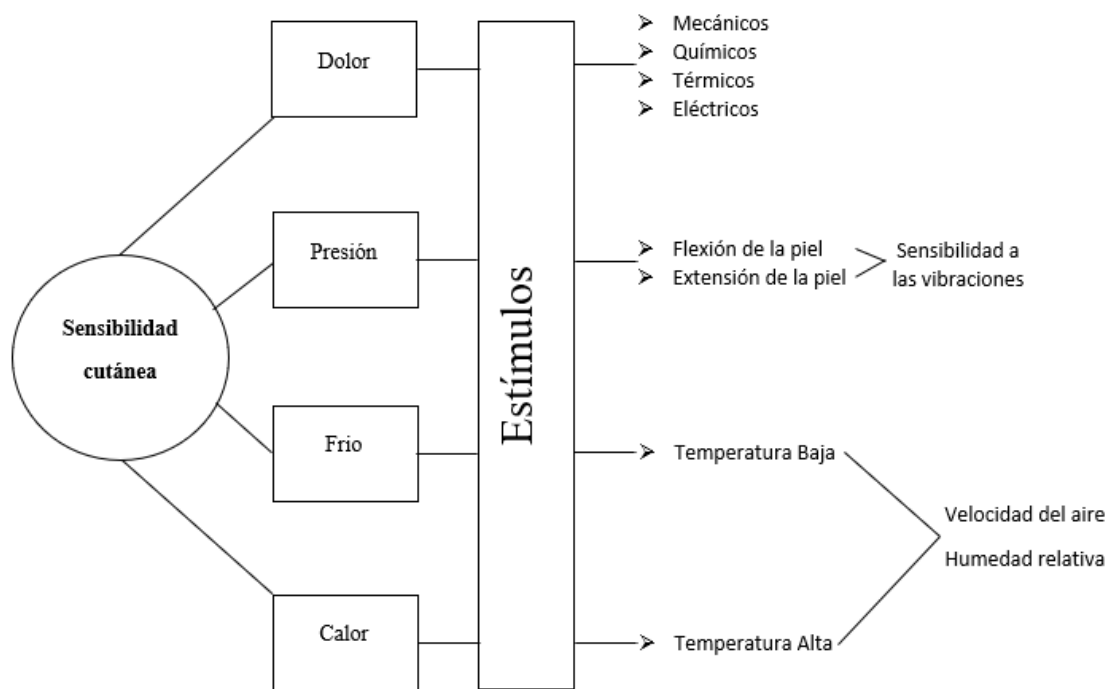 Dolor
Mecánicos
Químicos
Térmicos
Eléctricos
Presión
Flexión de la piel
Extensión de la piel
Sensibilidad a
las vibraciones
Sensibilidad
cutánea
Estímulos
Frio
Temperatura Baja
Velocidad del aire
Humedad relativa
Calor
Temperatura Alta